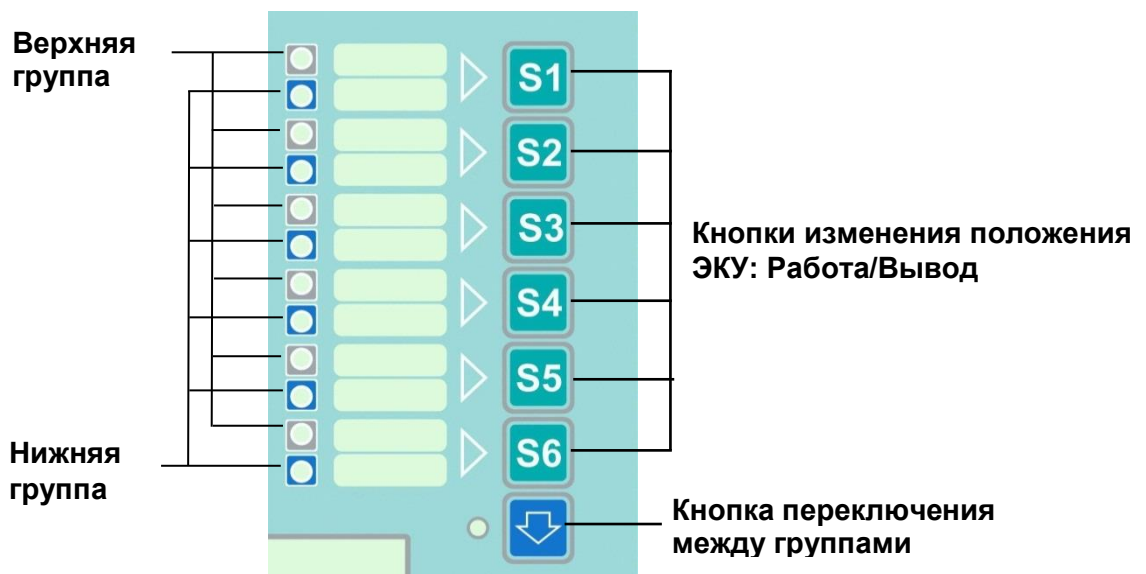 Верхняя
группа
S1
S2
S3
Кнопки изменения положения
ЭКУ: Работа/Вывод
S4
S5
Нижняя
группа
S6
Кнопка переключения
между группами